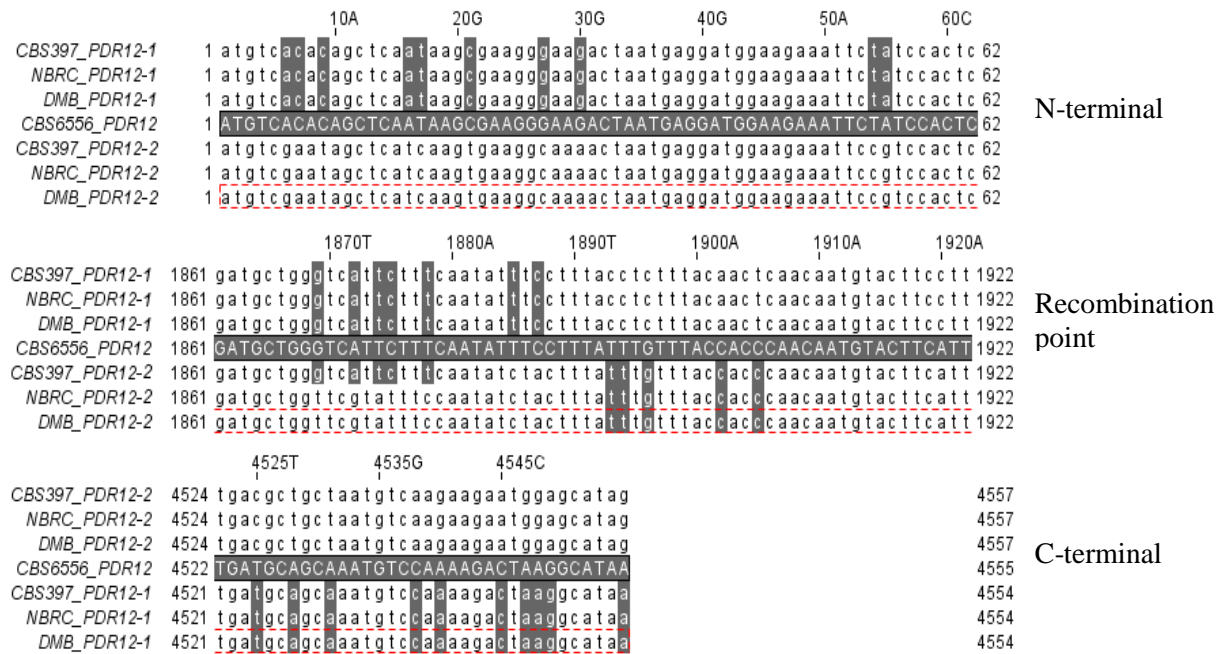 10A 20G 30G 40G 50A 60C
CBS397_PDR12-1 1 atgtcacacagctcaataagcgaagggaagactaatgaggatggaagaaattctatccactc 62
NBRC_PDR12-1 1 atgtcacacagctcaataagcgaagggaagactaatgaggatggaagaaattctatccactc 62
DMB_PDR12-1 1 atgtcacacagctcaataagcgaagggaagactaatgaggatggaagaaattctatccactc 62
CBS6556_PDR12 1 ATGTCACACAGCTCAATAAGCGAAGGGAAGACTAATGAGGATGGAAGAAATTCTATCCACTC 62
CBS397_PDR12-2 1 atgtcgaatagctcatcaagtgaaggcaaaactaatgaggatggaagaaattccgtccactc 62
NBRC_PDR12-2 1 atgtcgaatagctcatcaagtgaaggcaaaactaatgaggatggaagaaattccgtccactc 62
DMB_PDR12-2 1 atgtcgaatagctcatcaagtgaaggcaaaactaatgaggatggaagaaattccgtccactc 62
N-terminal
1870T 1880A 1890T 1900A 1910A 1920A
CBS397_PDR12-1 1861 gatgctgggtcattctttcaatatttcctttacctctttacaactcaacaatgtacttcctt 1922
NBRC_PDR12-1 1861 gatgctgggtcattctttcaatatttcctttacctctttacaactcaacaatgtacttcctt 1922
DMB_PDR12-1 1861 gatgctgggtcattctttcaatatttcctttacctctttacaactcaacaatgtacttcctt 1922
CBS6556_PDR12 1861 GATGCTGGGTCATTCTTTCAATATTTCCTTTATTTGTTTACCACCCAACAATGTACTTCATT 1922
CBS397_PDR12-2 1861 gatgctgggtcattctttcaatatctactttatttgtttaccacccaacaatgtacttcatt 1922
NBRC_PDR12-2 1861 gatgctggttcgtatttccaatatctactttatttgtttaccacccaacaatgtacttcatt 1922
DMB_PDR12-2 1861 gatgctggttcgtatttccaatatctactttatttgtttaccacccaacaatgtacttcatt 1922
Recombination
point
4525T 4535G 4545C
CBS397_PDR12-2 4524 tgacgctgctaatgtcaagaagaatggagcatag 4557
NBRC_PDR12-2 4524 tgacgctgctaatgtcaagaagaatggagcatag 4557
DMB_PDR12-2 4524 tgacgctgctaatgtcaagaagaatggagcatag 4557
CBS6556_PDR12 4522 TGATGCAGCAAATGTCCAAAAGACTAAGGCATAA 4555
CBS397_PDR12-1 4521 tgatgcagcaaatgtccaaaagactaaggcataa 4554
NBRC_PDR12-1 4521 tgatgcagcaaatgtccaaaagactaaggcataa 4554
DMB_PDR12-1 4521 tgatgcagcaaatgtccaaaagactaaggcataa 4554
C-terminal